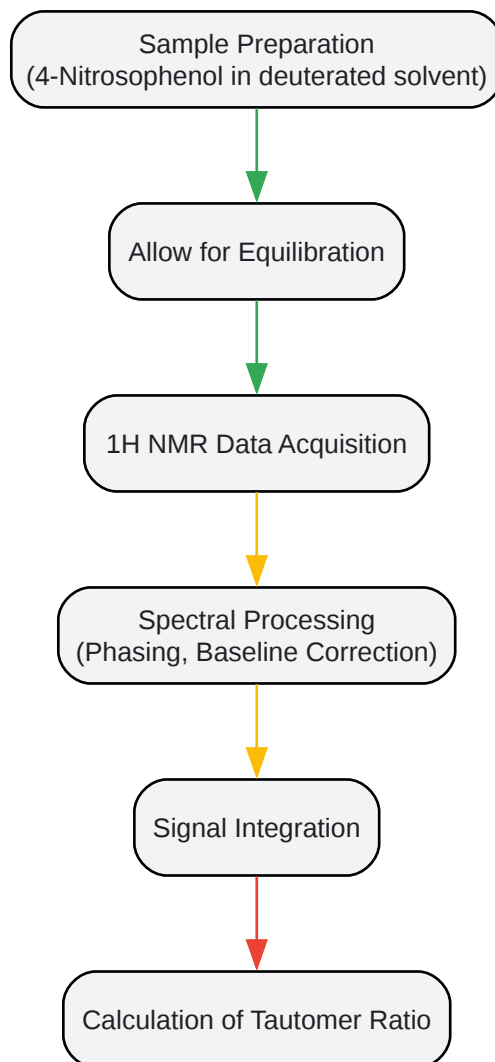 Sample Preparation
(4-Nitrosophenol in deuterated solvent)
Allow for Equilibration
1H NMR Data Acquisition
Spectral Processing
(Phasing, Baseline Correction)
Signal Integration
Calculation of Tautomer Ratio